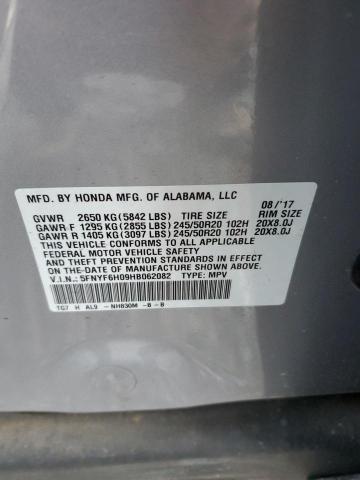 MFD. BY HONDA MFG. OF ALABAMA, LLC 08/'17
GVWR 2650 KG (5842 LBS) TIRE SIZE RIM SIZE
GAWR F 1295 KG (2855 LBS) 245/50R20 102H 20X8.0J
GAWR R 1405 KG (3097 LBS) 245/50R20 102H 20X8.0J
THIS VEHICLE CONFORMS TO ALL APPLICABLE
FEDERAL MOTOR VEHICLE SAFETY AND
THEFT PREVENTION STANDARDS IN EFFECT
ON THE DATE OF MANUFACTURE SHOWN ABOVE.
V.I.N.: 5FNYF6H09HB062082 TYPE: MPV
TG7 H AL9 -NH830M -B -B